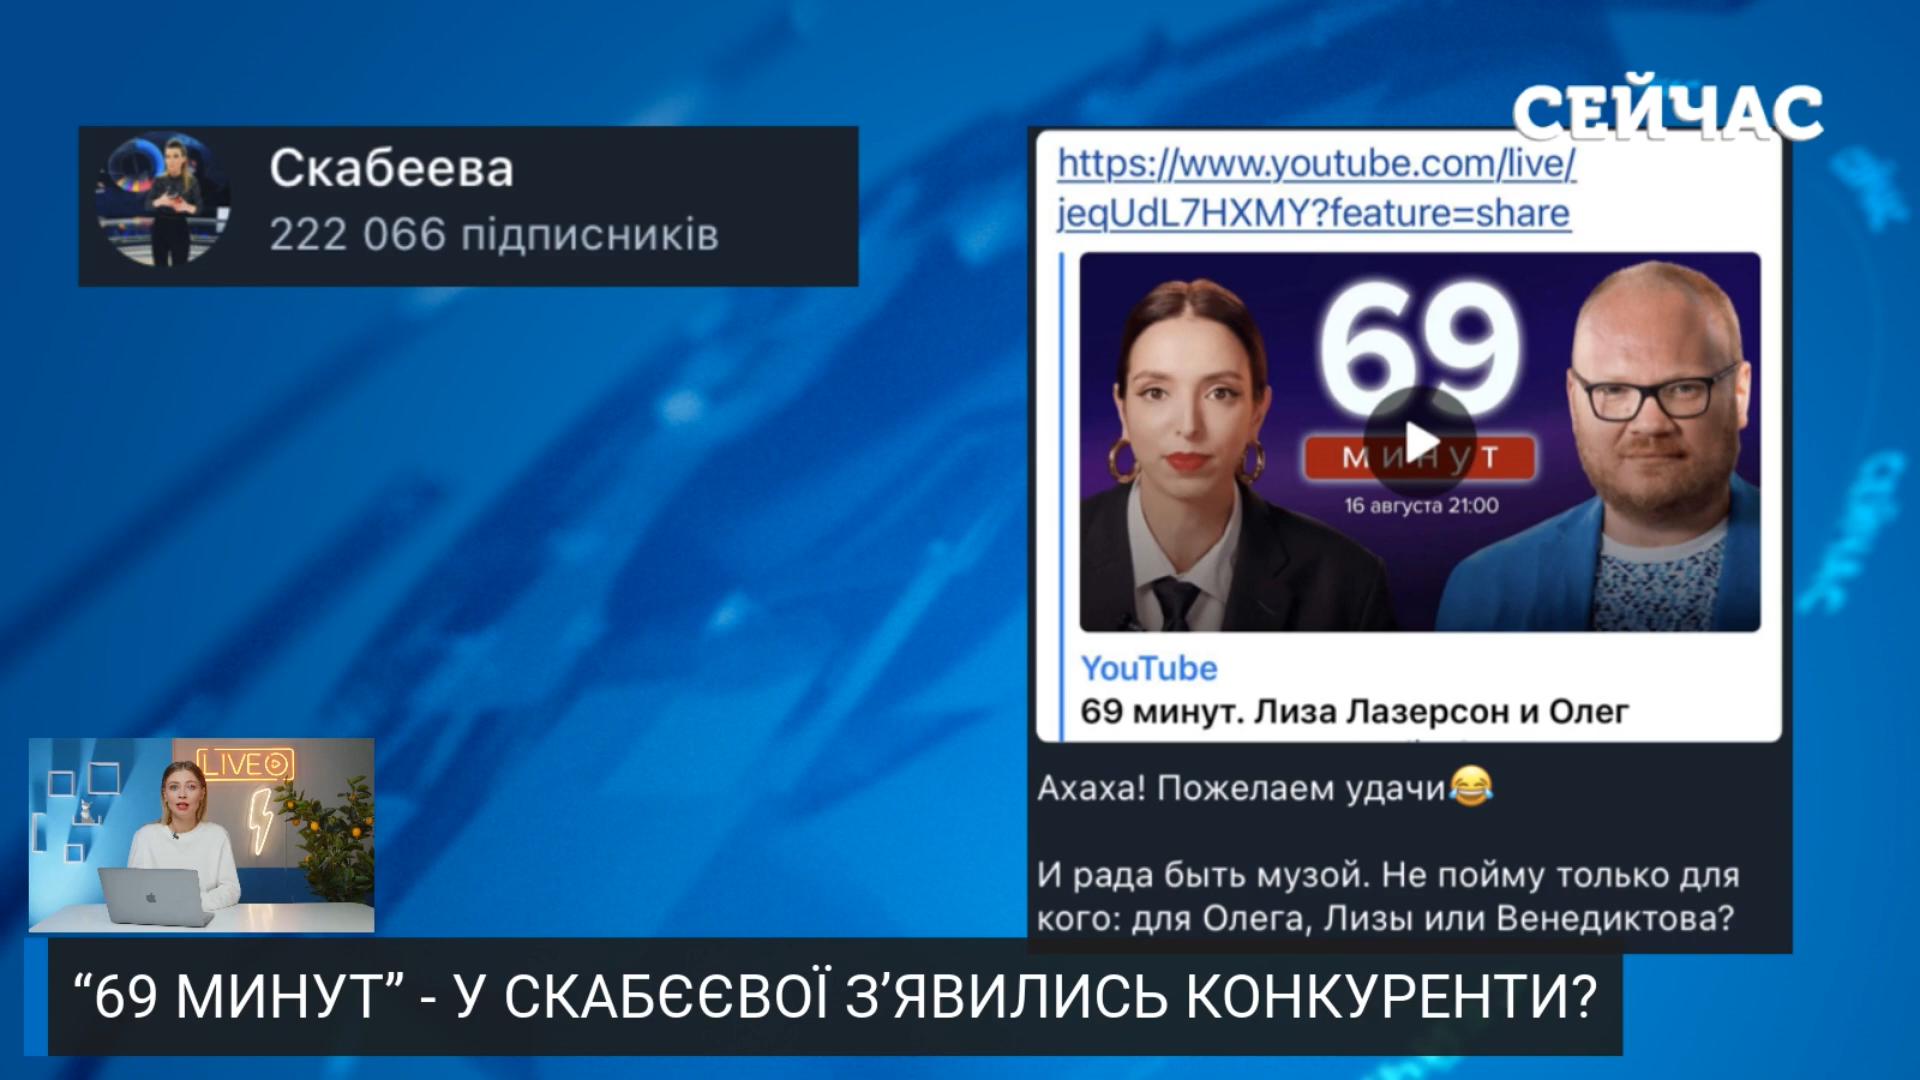 СЕЙЧАС
Скабеева
222 066 підписників
https://www.youtube.com/live/
jeqUdL7HXMY?feature=share
69
МИНУТ
16 августа 21:00
YouTube
69 минут. Лиза Лазерсон и Олег
Ахаха! Пожелаем удачи😂
И рада быть музой. Не пойму только для
кого: для Олега, Лизы или Венедиктова?
LIVE
“69 МИНУТ” - У СКАБЄЄВОЇ З’ЯВИЛИСЬ КОНКУРЕНТИ?